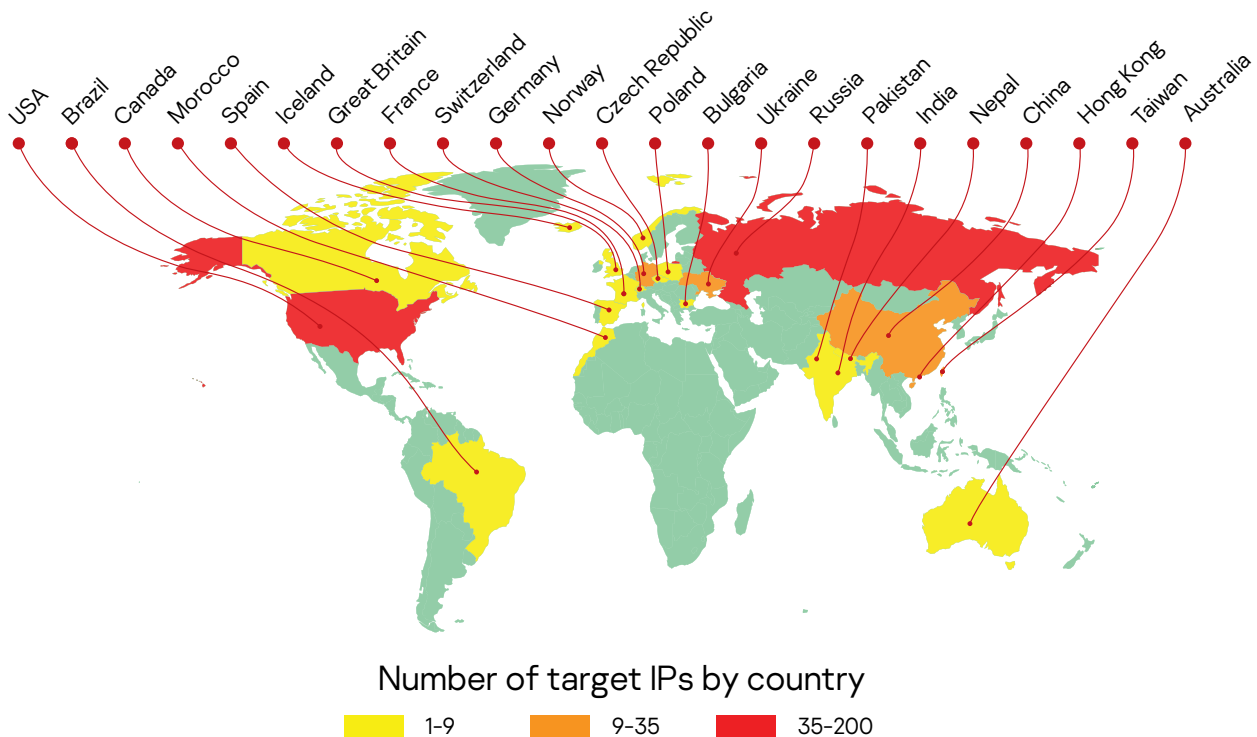 USA
Brazil
Canada
Morocco
Spain
Iceland
Great Britain
France
Switzerland
Germany
Norway
Czech Republic
Poland
Bulgaria
Ukraine
Russia
Pakistan
India
Nepal
China
Hong Kong
Taiwan
Australia
Number of target IPs by country
1-9
9-35
35-200